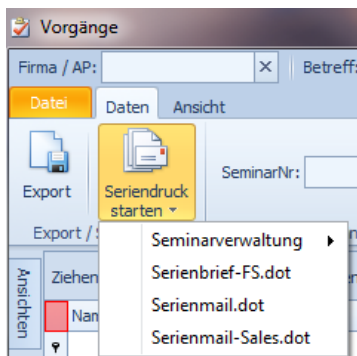 Vorgänge
Firma / AP:
Betreff:
Datei Daten Ansicht
Export
Seriendruck
starten
SeminarNr:
Export /
Seminarverwaltung
Serienbrief-FS.dot
Serienmail.dot
Serienmail-Sales.dot
Ansichten
Ziehen